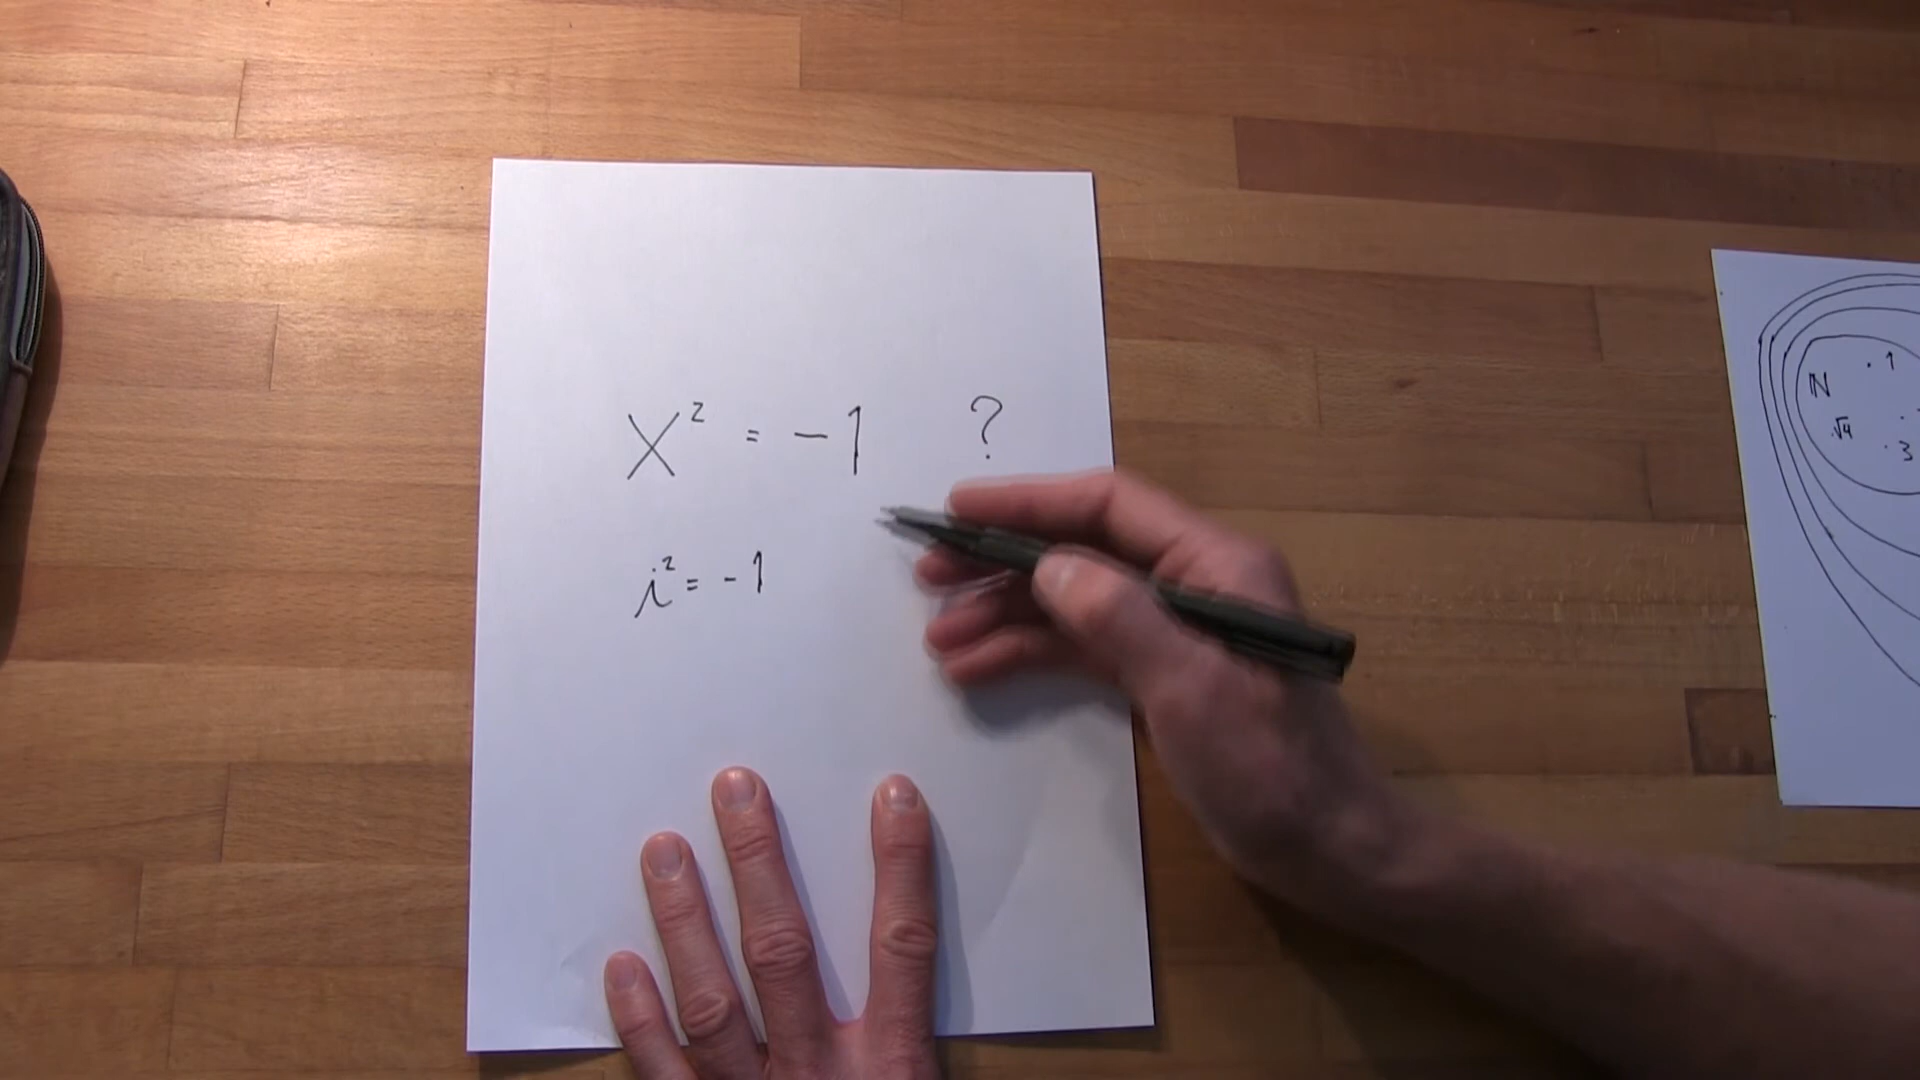 x² = -1 ?
i² = -1
ℕ · 1
√4
· 3